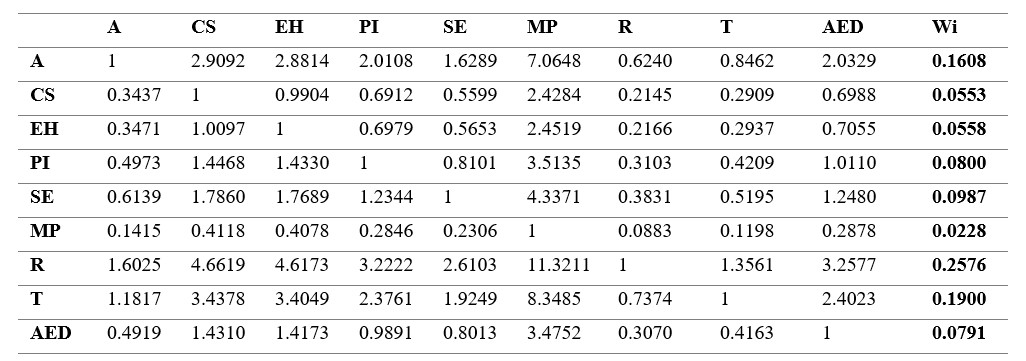 A CS EH PI SE MP R T AED Wi
A 1 2.9092 2.8814 2.0108 1.6289 7.0648 0.6240 0.8462 2.0329 0.1608
CS 0.3437 1 0.9904 0.6912 0.5599 2.4284 0.2145 0.2909 0.6988 0.0553
EH 0.3471 1.0097 1 0.6979 0.5653 2.4519 0.2166 0.2937 0.7055 0.0558
PI 0.4973 1.4468 1.4330 1 0.8101 3.5135 0.3103 0.4209 1.0110 0.0800
SE 0.6139 1.7860 1.7689 1.2344 1 4.3371 0.3831 0.5195 1.2480 0.0987
MP 0.1415 0.4118 0.4078 0.2846 0.2306 1 0.0883 0.1198 0.2878 0.0228
R 1.6025 4.6619 4.6173 3.2222 2.6103 11.3211 1 1.3561 3.2577 0.2576
T 1.1817 3.4378 3.4049 2.3761 1.9249 8.3485 0.7374 1 2.4023 0.1900
AED 0.4919 1.4310 1.4173 0.9891 0.8013 3.4752 0.3070 0.4163 1 0.0791